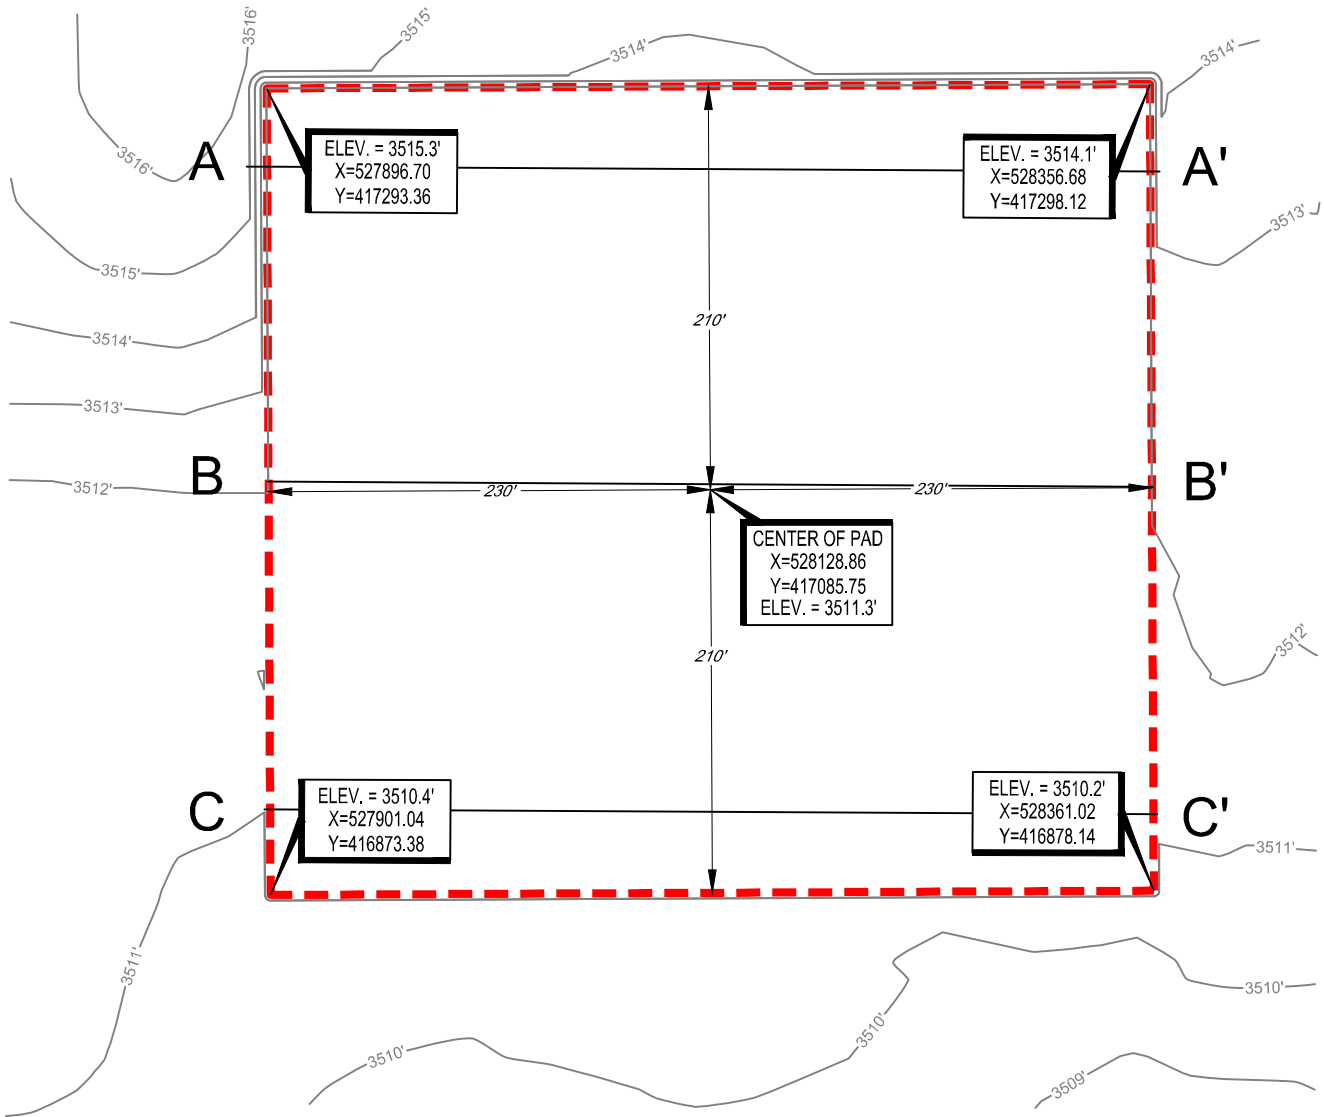 3516'
3515'
3514'
3514'
3516'
A
ELEV. = 3515.3'
X=527896.70
Y=417293.36
ELEV. = 3514.1'
X=528356.68
Y=417298.12
A'
3513'
3515'
3514'
210'
3513'
B
3512'
230'
230'
B'
CENTER OF PAD
X=528128.86
Y=417085.75
ELEV. = 3511.3'
3512'
210'
C
ELEV. = 3510.4'
X=527901.04
Y=416873.38
ELEV. = 3510.2'
X=528361.02
Y=416878.14
C'
3511'
3511'
3510'
3510'
3510'
3509'